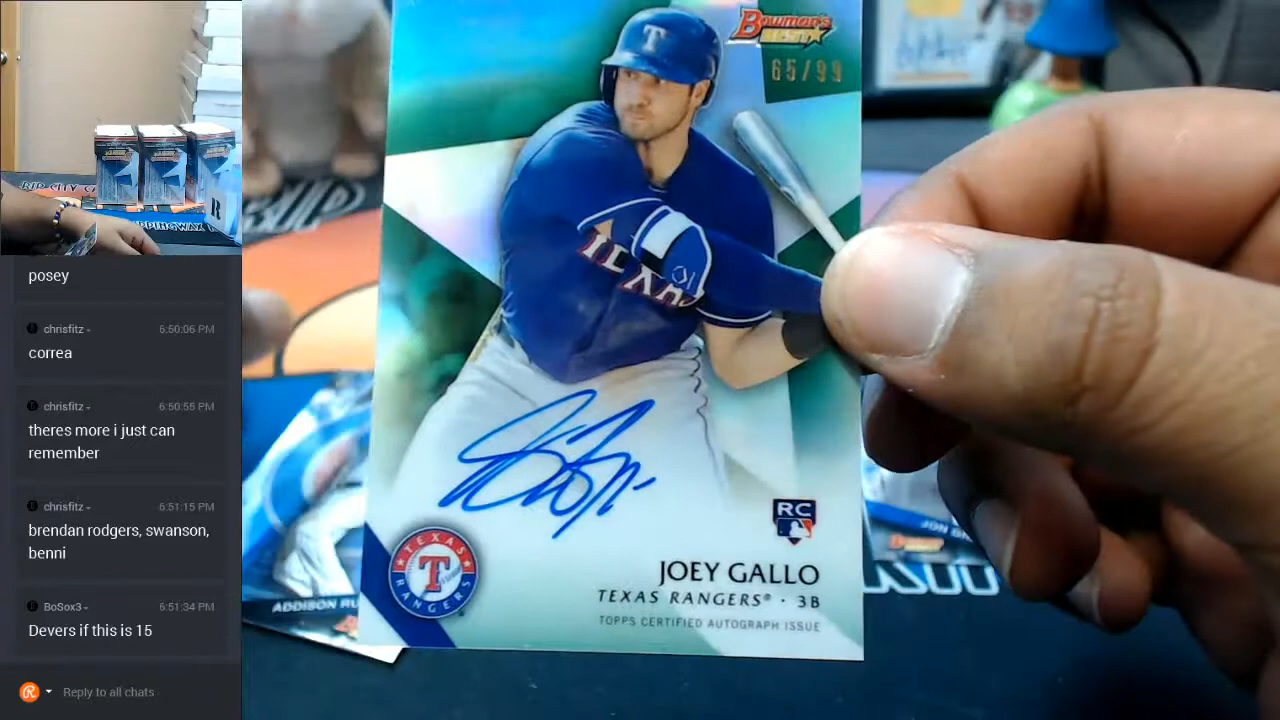 posey
chrisfitz
6:50:06 PM
correa
chrisfitz
6:50:55 PM
theres more i just can
remember
chrisfitz
6:51:15 PM
brendan rodgers, swanson,
benni
BoSox3
6:51:34 PM
Devers if this is 15
Reply to all chats
RIP CITY
R
Bowman's
BEST
65/99
T
TEXAS
RANGERS
T
RC
JOEY GALLO
TEXAS RANGERS® · 3B
TOPPS CERTIFIED AUTOGRAPH ISSUE
ADDISON RU
JON